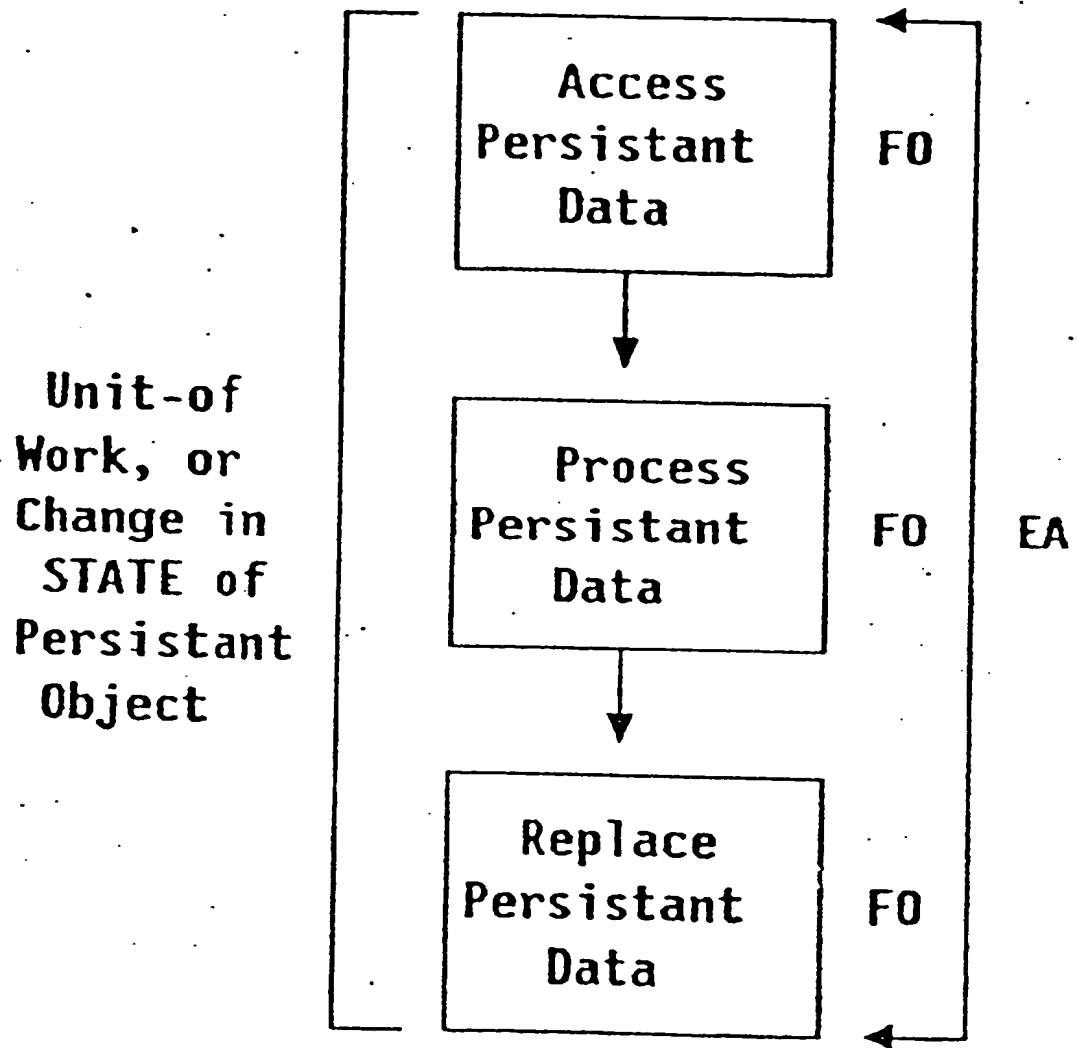 Access
Persistant
Data
FO
Unit-of
Work, or
Change in
STATE of
Persistant
Object
Process
Persistant
Data
FO
EA
Replace
Persistant
Data
FO